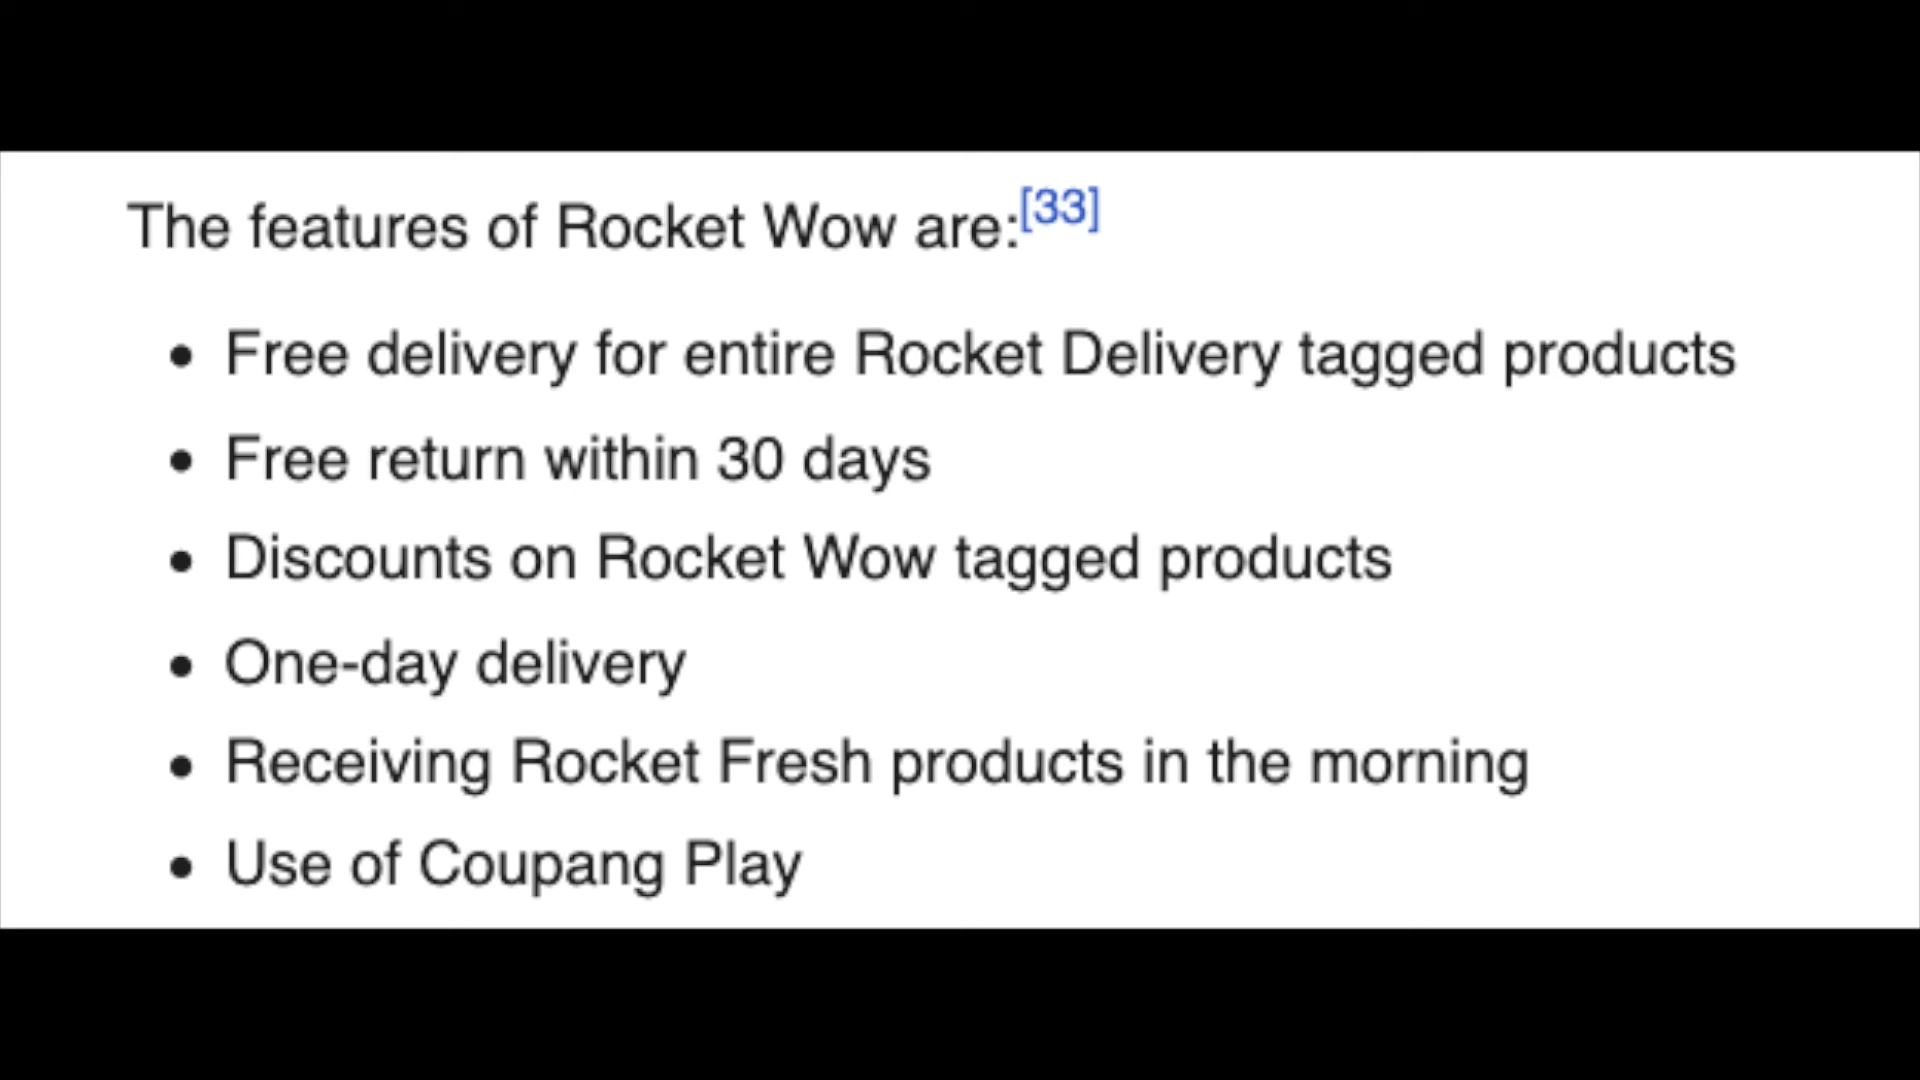 The features of Rocket Wow are:[33]
• Free delivery for entire Rocket Delivery tagged products
• Free return within 30 days
• Discounts on Rocket Wow tagged products
• One-day delivery
• Receiving Rocket Fresh products in the morning
• Use of Coupang Play